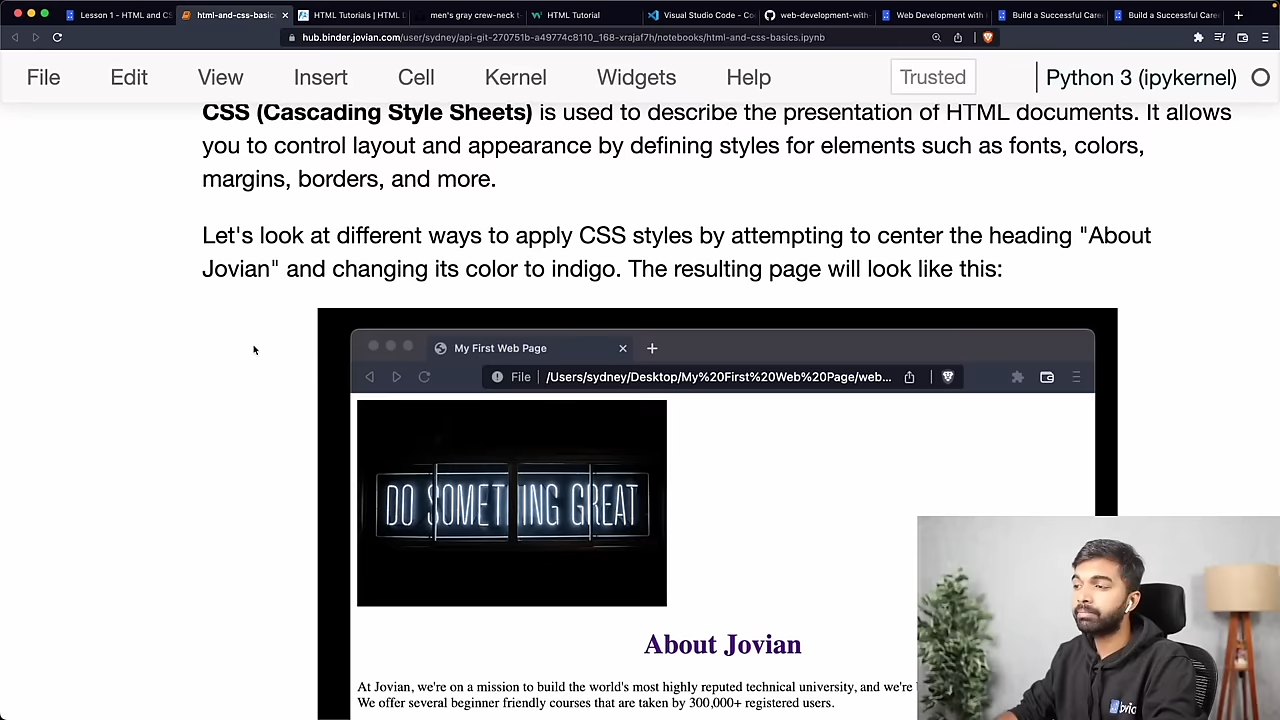 Lesson 1 - HTML and CS
html-and-css-basic
HTML Tutorials | HTML D
men's gray crew-neck t-
HTML Tutorial
Visual Studio Code - Co
web-development-with-
Web Development with
Build a Successful Caree
Build a Successful Caree
hub.binder.jovian.com/user/sydney/api-git-270751b-a49774c8110_168-xrajaf7h/notebooks/html-and-css-basics.ipynb
File Edit View Insert Cell Kernel Widgets Help Trusted Python 3 (ipykernel)
CSS (Cascading Style Sheets) is used to describe the presentation of HTML documents. It allows
you to control layout and appearance by defining styles for elements such as fonts, colors,
margins, borders, and more.
Let's look at different ways to apply CSS styles by attempting to center the heading "About
Jovian" and changing its color to indigo. The resulting page will look like this:
My First Web Page
File /Users/sydney/Desktop/My%20First%20Web%20Page/web...
DO SOMETHING GREAT
About Jovian
At Jovian, we're on a mission to build the world's most highly reputed technical university, and we're
We offer several beginner friendly courses that are taken by 300,000+ registered users.